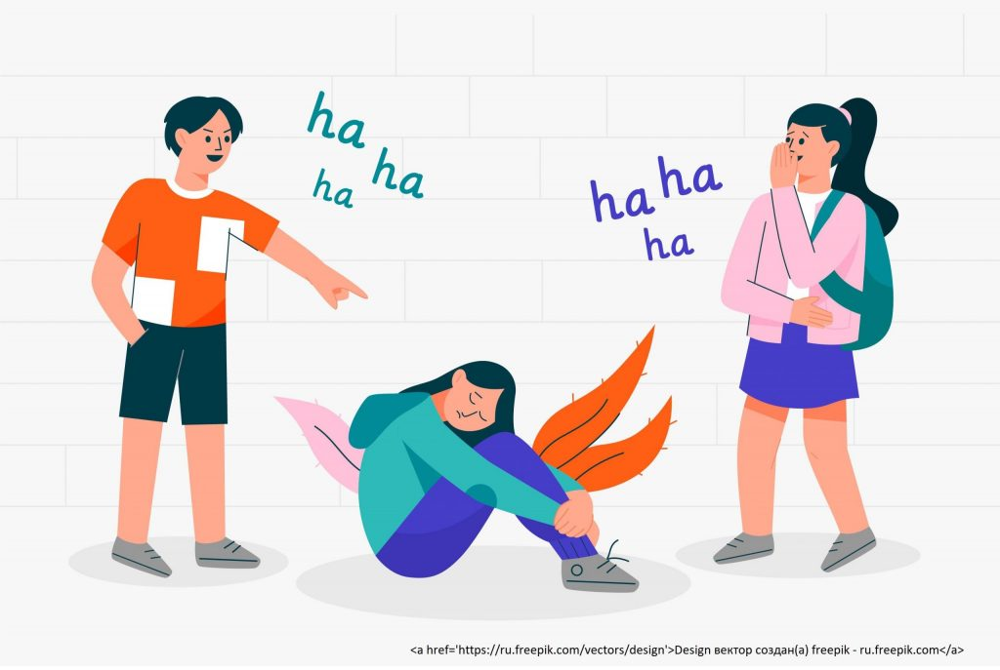 ha
ha
ha
ha
ha
ha
<a href='https://ru.freepik.com/vectors/design'>Design вектор создан(а) freepik - ru.freepik.com</a>